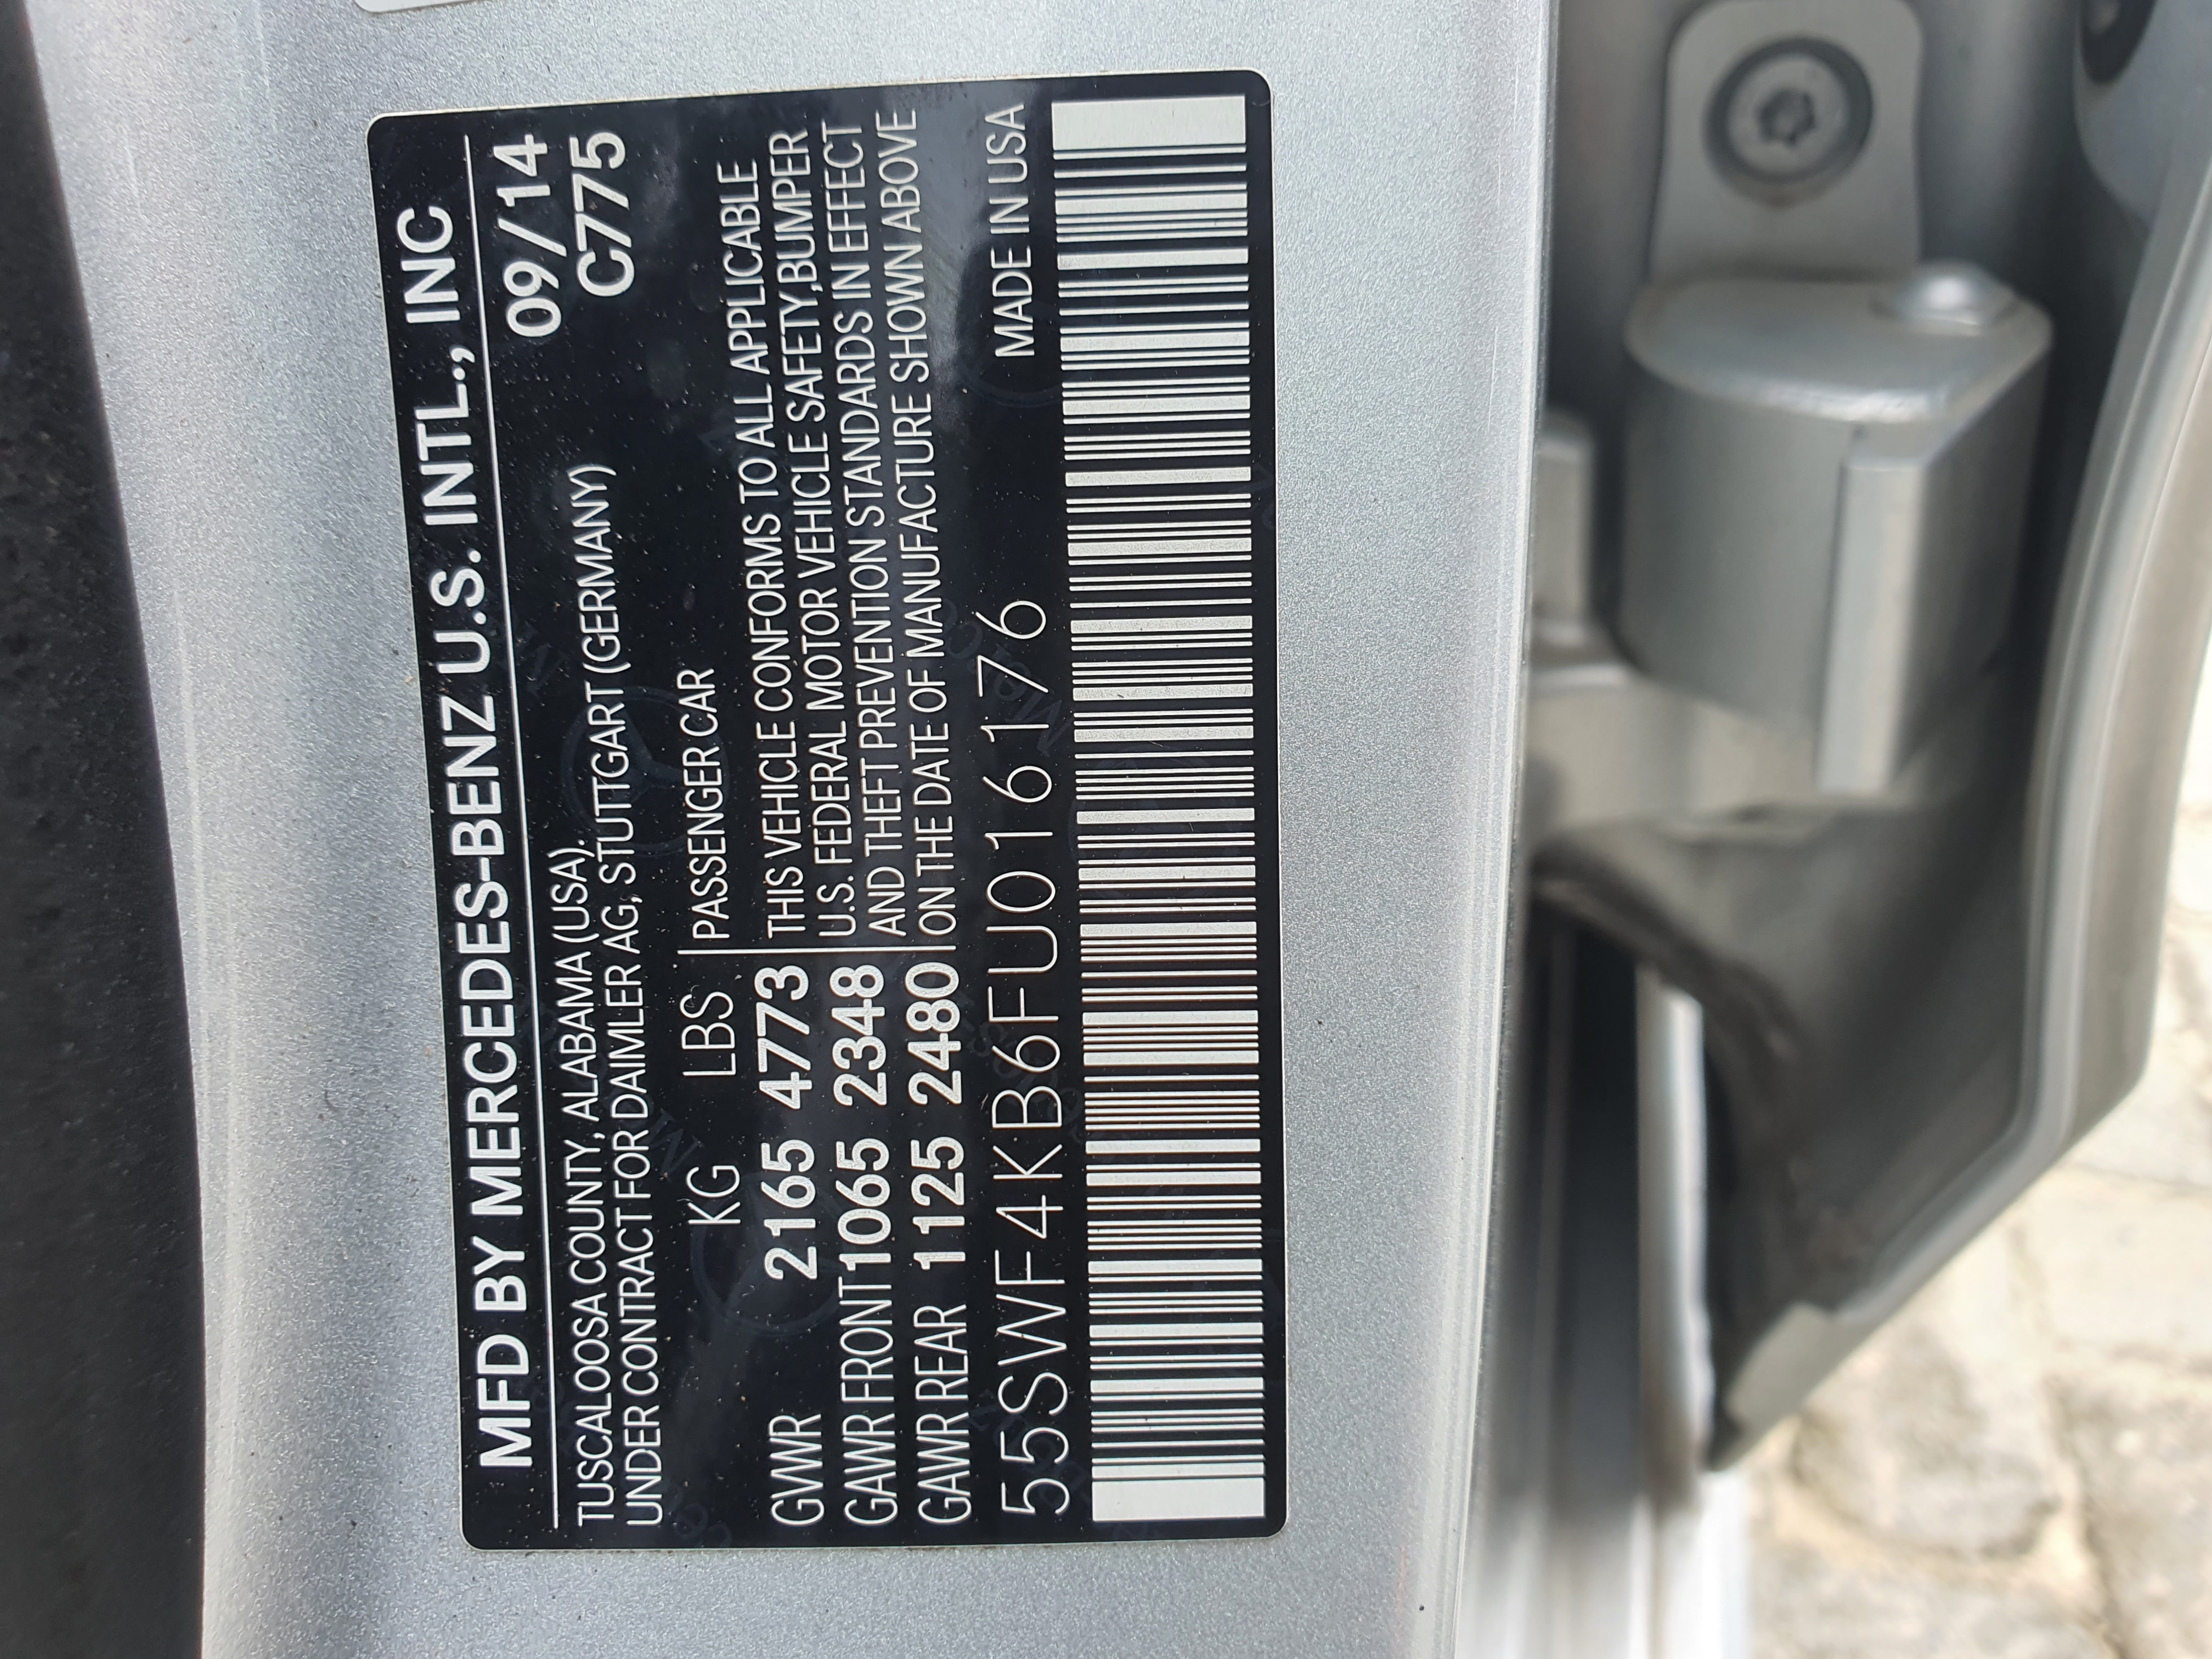 MFD BY MERCEDES-BENZ U.S. INTL., INC
TUSCALOOSA COUNTY, ALABAMA (USA). 09/14
UNDER CONTRACT FOR DAIMLER AG, STUTTGART (GERMANY) C775
KG LBS PASSENGER CAR
GVWR 2165 4773 THIS VEHICLE CONFORMS TO ALL APPLICABLE
U.S. FEDERAL MOTOR VEHICLE SAFETY,BUMPER
GAWR FRONT 1065 2348 AND THEFT PREVENTION STANDARDS IN EFFECT
GAWR REAR 1125 2480 ON THE DATE OF MANUFACTURE SHOWN ABOVE
55SWF4KB6FU016176 MADE IN USA